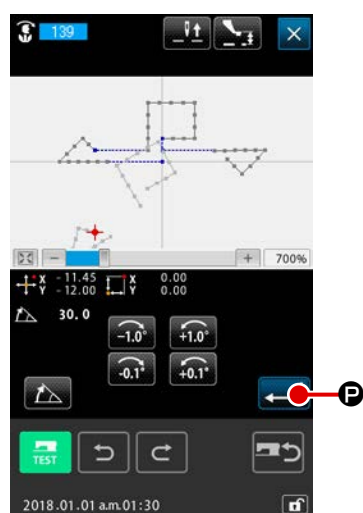 139
700%
X -11.45 X 0.00
Y -12.00 Y 0.00
30.0
-1.0° +1.0°
-0.1° +0.1°
P
TEST
2018.01.01 a.m.01:30